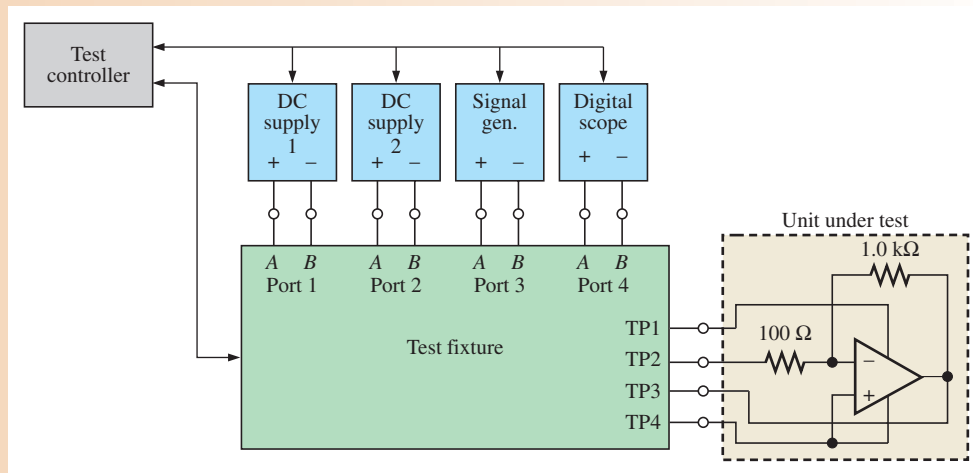 Test
controller
DC
supply
1
+ −
DC
supply
2
+ −
Signal
gen.
+ −
Digital
scope
+ −
A B
Port 1
A B
Port 2
A B
Port 3
A B
Port 4
Test fixture
TP1
TP2
TP3
TP4
Unit under test
1.0 kΩ
100 Ω
−
+